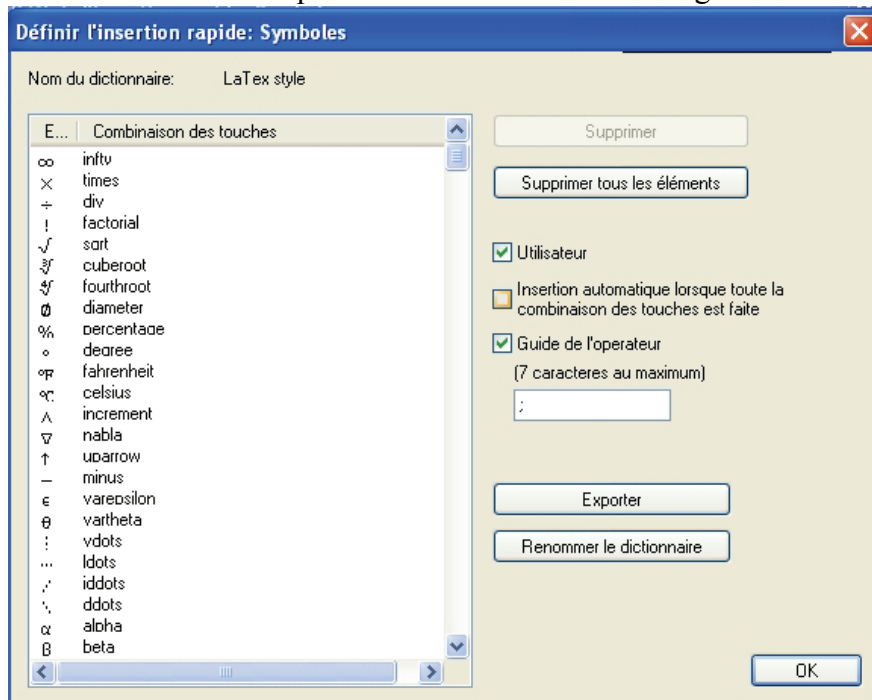 Définir l'insertion rapide: Symboles
Nom du dictionnaire: LaTex style
E... Combinaison des touches
∞ infty
× times
÷ div
! factorial
√ sqrt
∛ cuberoot
∜ fourthroot
ø diameter
% percentage
° degree
°F fahrenheit
°C celsius
∧ increment
∇ nabla
↑ uparrow
− minus
ϵ varepsilon
θ vartheta
⋮ vdots
... ldots
⋰ iddots
⋱ ddots
α alpha
β beta
Supprimer
Supprimer tous les éléments
Utilisateur
Insertion automatique lorsque toute la
combinaison des touches est faite
Guide de l'operateur
(7 caracteres au maximum)
;
Exporter
Renommer le dictionnaire
OK